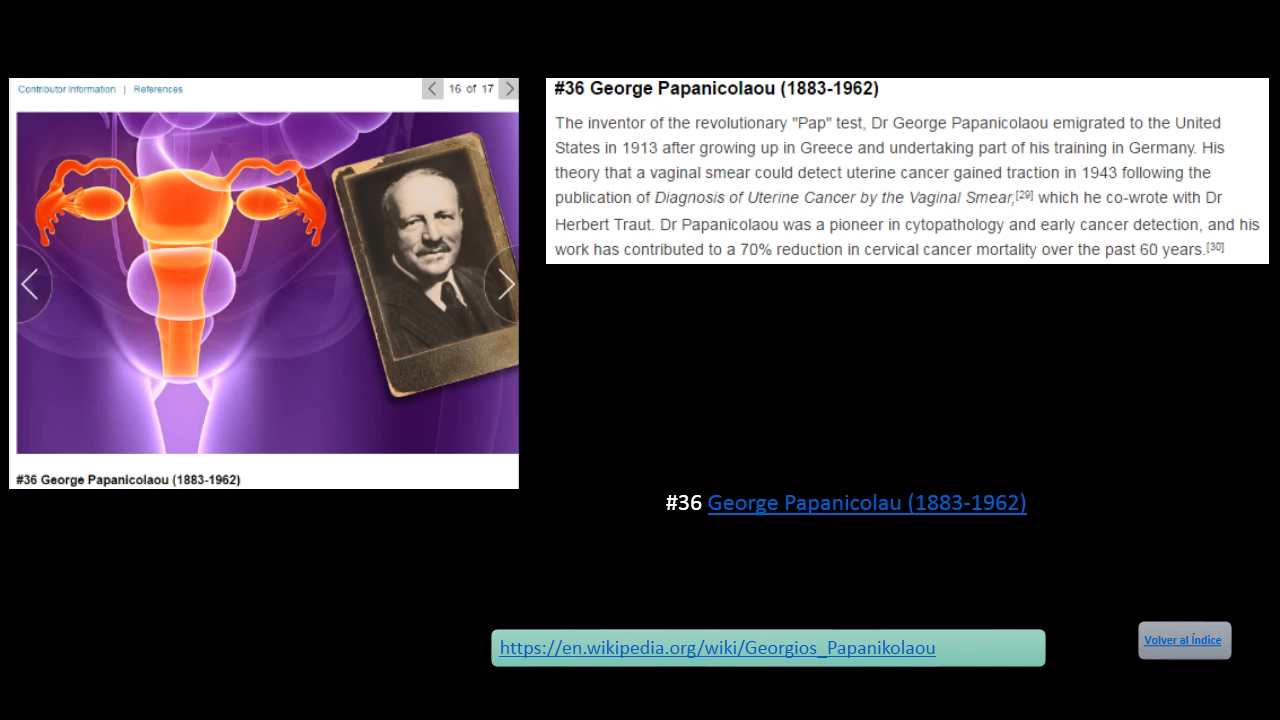 Contributor Information | References
16 of 17
#36 George Papanicolaou (1883-1962)
#36 George Papanicolaou (1883-1962)
The inventor of the revolutionary "Pap" test, Dr George Papanicolaou emigrated to the United
States in 1913 after growing up in Greece and undertaking part of his training in Germany. His
theory that a vaginal smear could detect uterine cancer gained traction in 1943 following the
publication of Diagnosis of Uterine Cancer by the Vaginal Smear,[29] which he co-wrote with Dr
Herbert Traut. Dr Papanicolaou was a pioneer in cytopathology and early cancer detection, and his
work has contributed to a 70% reduction in cervical cancer mortality over the past 60 years.[30]
#36 George Papanicolau (1883-1962)
https://en.wikipedia.org/wiki/Georgios_Papanikolaou
Volver al Índice